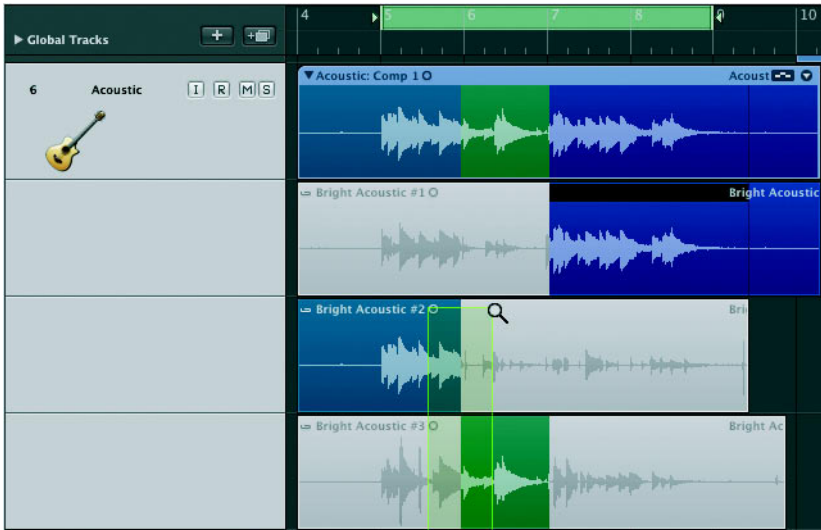 4 5 6 7 8 9 10
Global Tracks
6 Acoustic I R M S
Acoustic: Comp 1 Acoust
Bright Acoustic #1 Bright Acoustic
Bright Acoustic #2 Bri
Bright Acoustic #3 Bright Ac